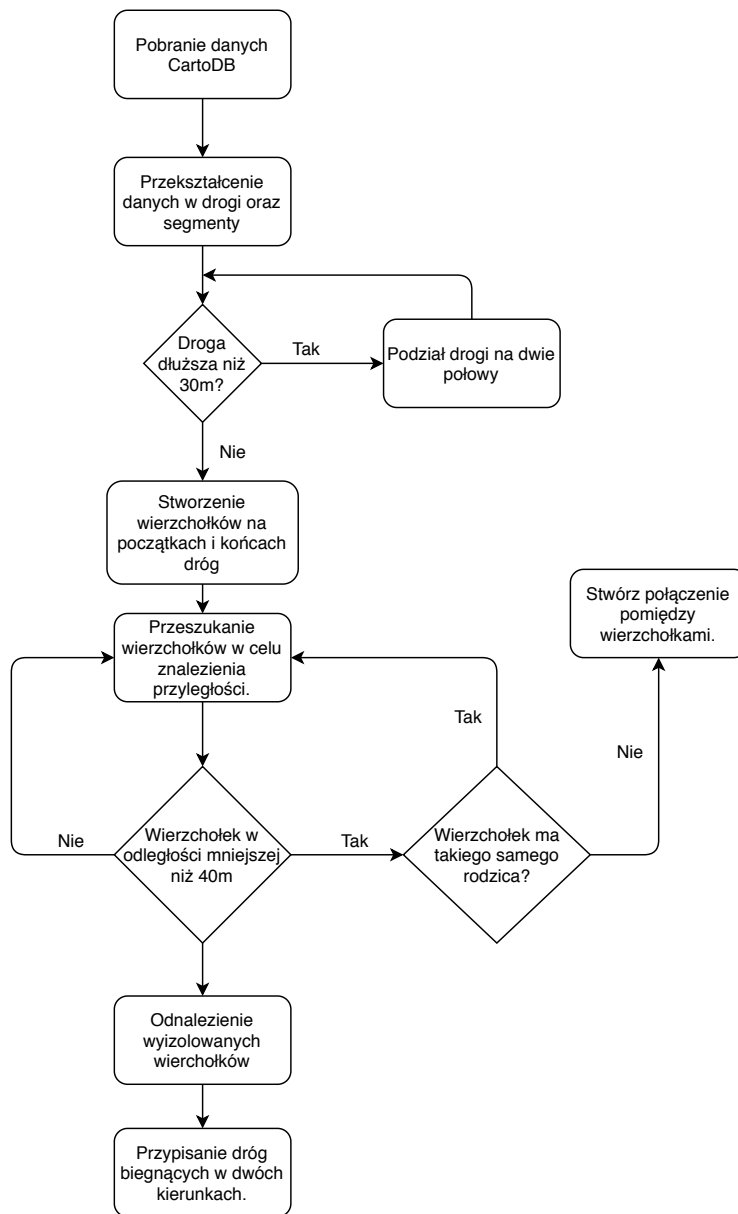 Pobranie danych
CartoDB
Przekształcenie
danych w drogi oraz
segmenty
Droga
dłuższa niż
30m?
Tak
Podział drogi na dwie
połowy
Nie
Stworzenie
wierzchołków na
początkach i końcach
dróg
Stwórz połączenie
pomiędzy
wierzchołkami.
Przeszukanie
wierzchołków w celu
znalezienia
przyległości.
Tak
Nie
Nie
Wierzchołek w
odległości mniejszej
niż 40m
Tak
Wierzchołek ma
takiego samego
rodzica?
Odnalezienie
wyizolowanych
wierchołków
Przypisanie dróg
biegnących w dwóch
kierunkach.